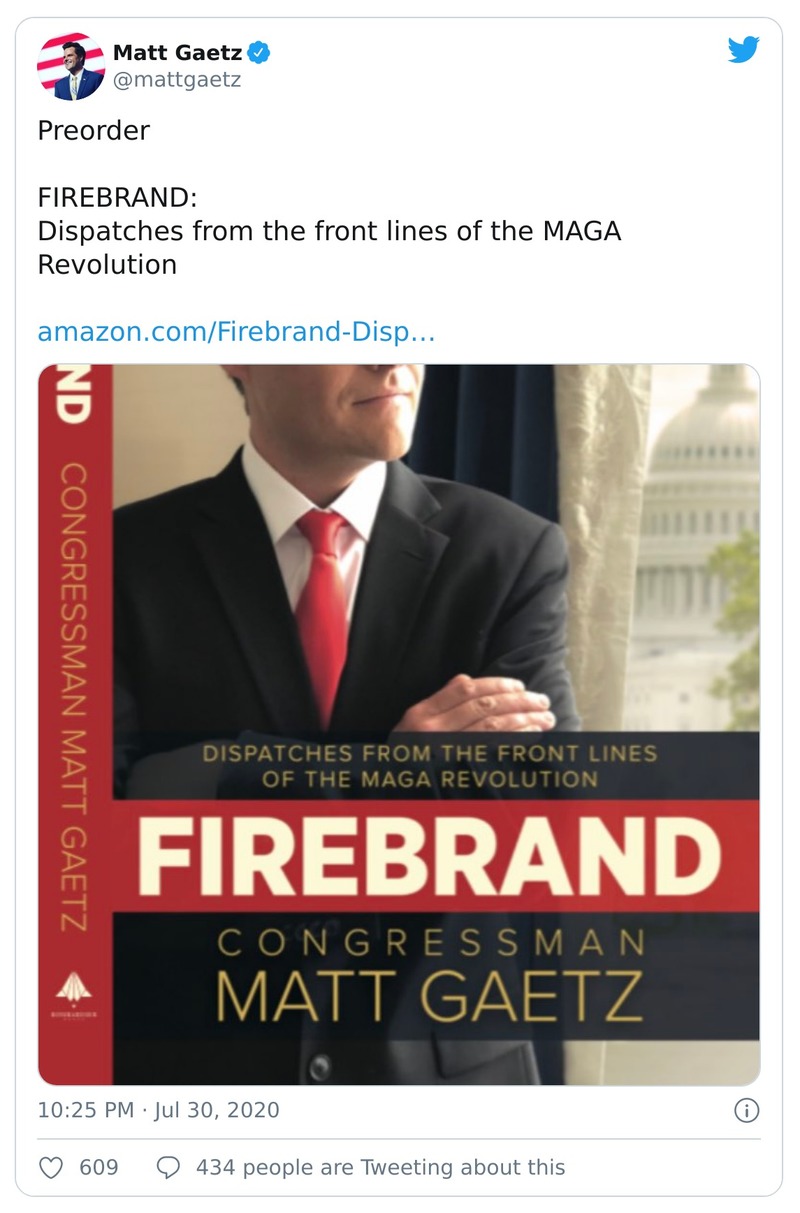 Matt Gaetz
@mattgaetz
Preorder
FIREBRAND:
Dispatches from the front lines of the MAGA
Revolution
amazon.com/Firebrand-Disp…
ND
CONGRESSMAN MATT GAETZ
DISPATCHES FROM THE FRONT LINES
OF THE MAGA REVOLUTION
FIREBRAND
CONGRESSMAN
MATT GAETZ
10:25 PM · Jul 30, 2020
609
434 people are Tweeting about this